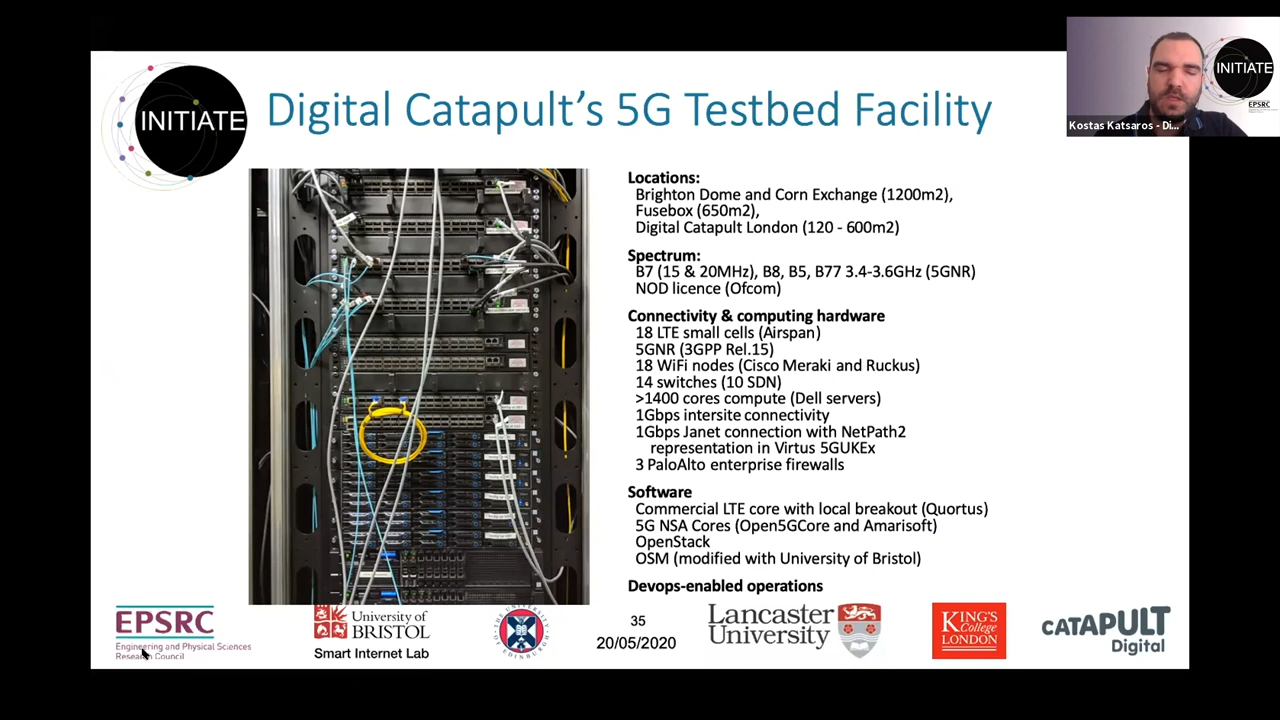 INITIATE
Digital Catapult's 5G Testbed Facility
INITIATE
EPSRC
Kostas Katsaros - Di...
Locations:
Brighton Dome and Corn Exchange (1200m2),
Fusebox (650m2),
Digital Catapult London (120 - 600m2)
Spectrum:
B7 (15 & 20MHz), B8, B5, B77 3.4-3.6GHz (5GNR)
NOD licence (Ofcom)
Connectivity & computing hardware
18 LTE small cells (Airspan)
5GNR (3GPP Rel.15)
18 WiFi nodes (Cisco Meraki and Ruckus)
14 switches (10 SDN)
>1400 cores compute (Dell servers)
1Gbps intersite connectivity
1Gbps Janet connection with NetPath2
representation in Virtus 5GUKEx
3 PaloAlto enterprise firewalls
Software
Commercial LTE core with local breakout (Quortus)
5G NSA Cores (Open5GCore and Amarisoft)
OpenStack
OSM (modified with University of Bristol)
Devops-enabled operations
EPSRC
Engineering and Physical Sciences
Research Council
University of
BRISTOL
Smart Internet Lab
THE UNIVERSITY OF EDINBURGH
35
20/05/2020
Lancaster
University
KING'S
College
LONDON
CATAPULT
Digital